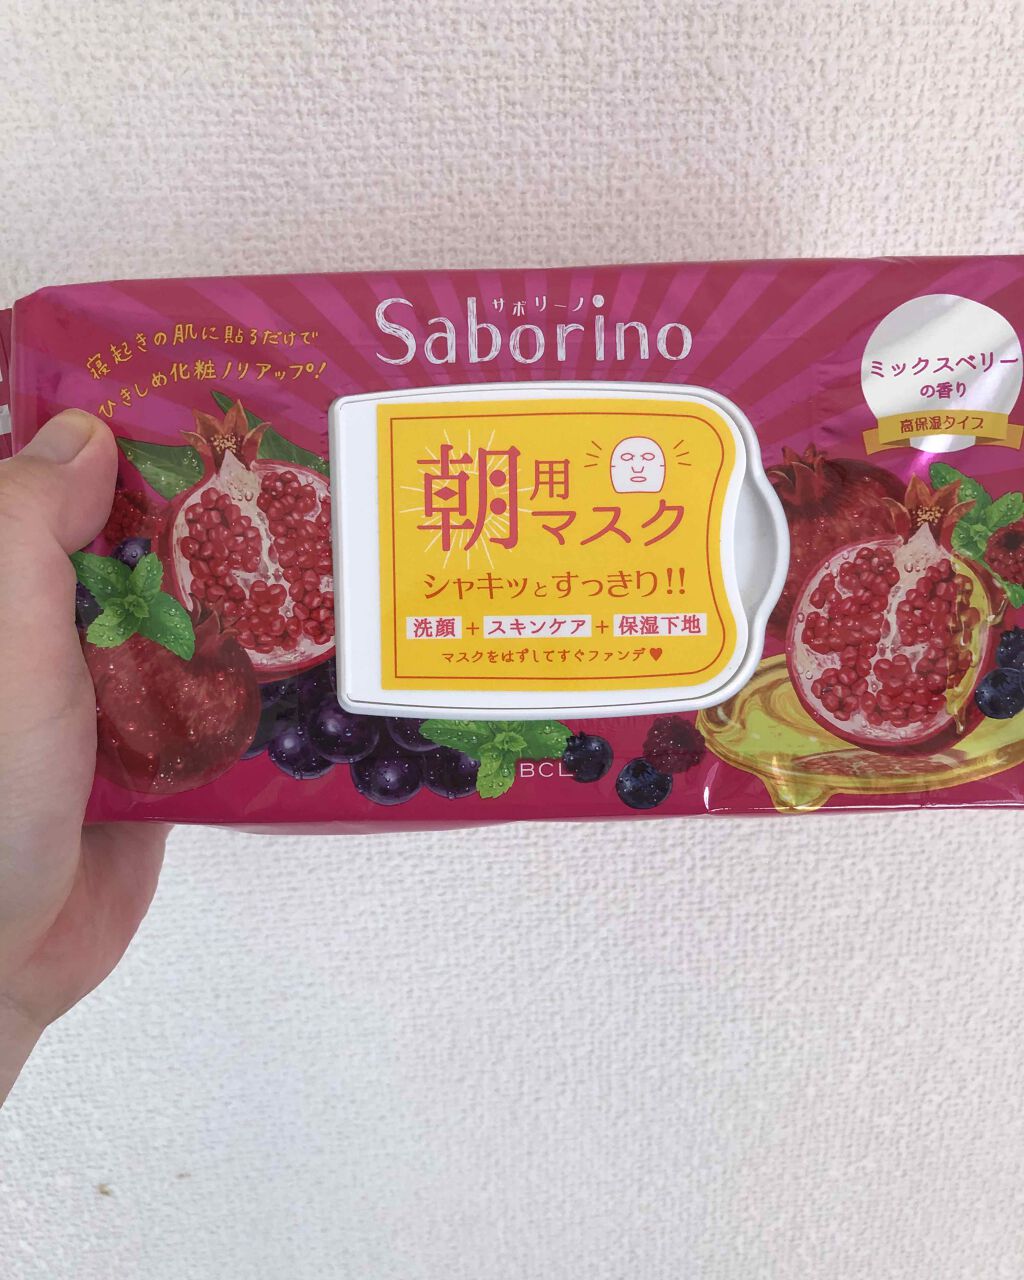 サボリーノ
Saborino
寝起きの肌に貼るだけで
ひきしめ化粧ノリアップ!
ミックスベリー
の香り
高保湿タイプ
朝用
マスク
シャキッとすっきり!!
洗顔 + スキンケア + 保湿下地
マスクをはずしてすぐファンデ♥
BCL